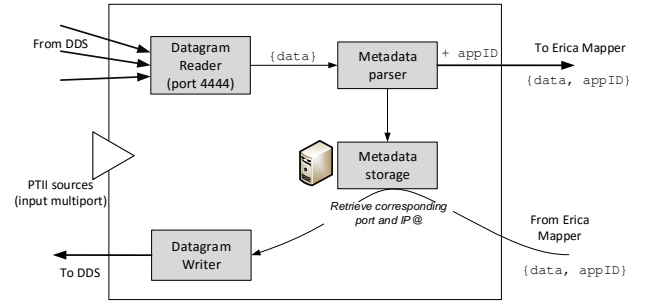 From DDS
Datagram
Reader
(port 4444)
{data}
Metadata
parser
+ appID
To Erica Mapper
{data, appID}
PTII sources
(input multiport)
Metadata
storage
Retrieve corresponding
port and IP@
From Erica
Mapper
{data, appID}
Datagram
Writer
To DDS